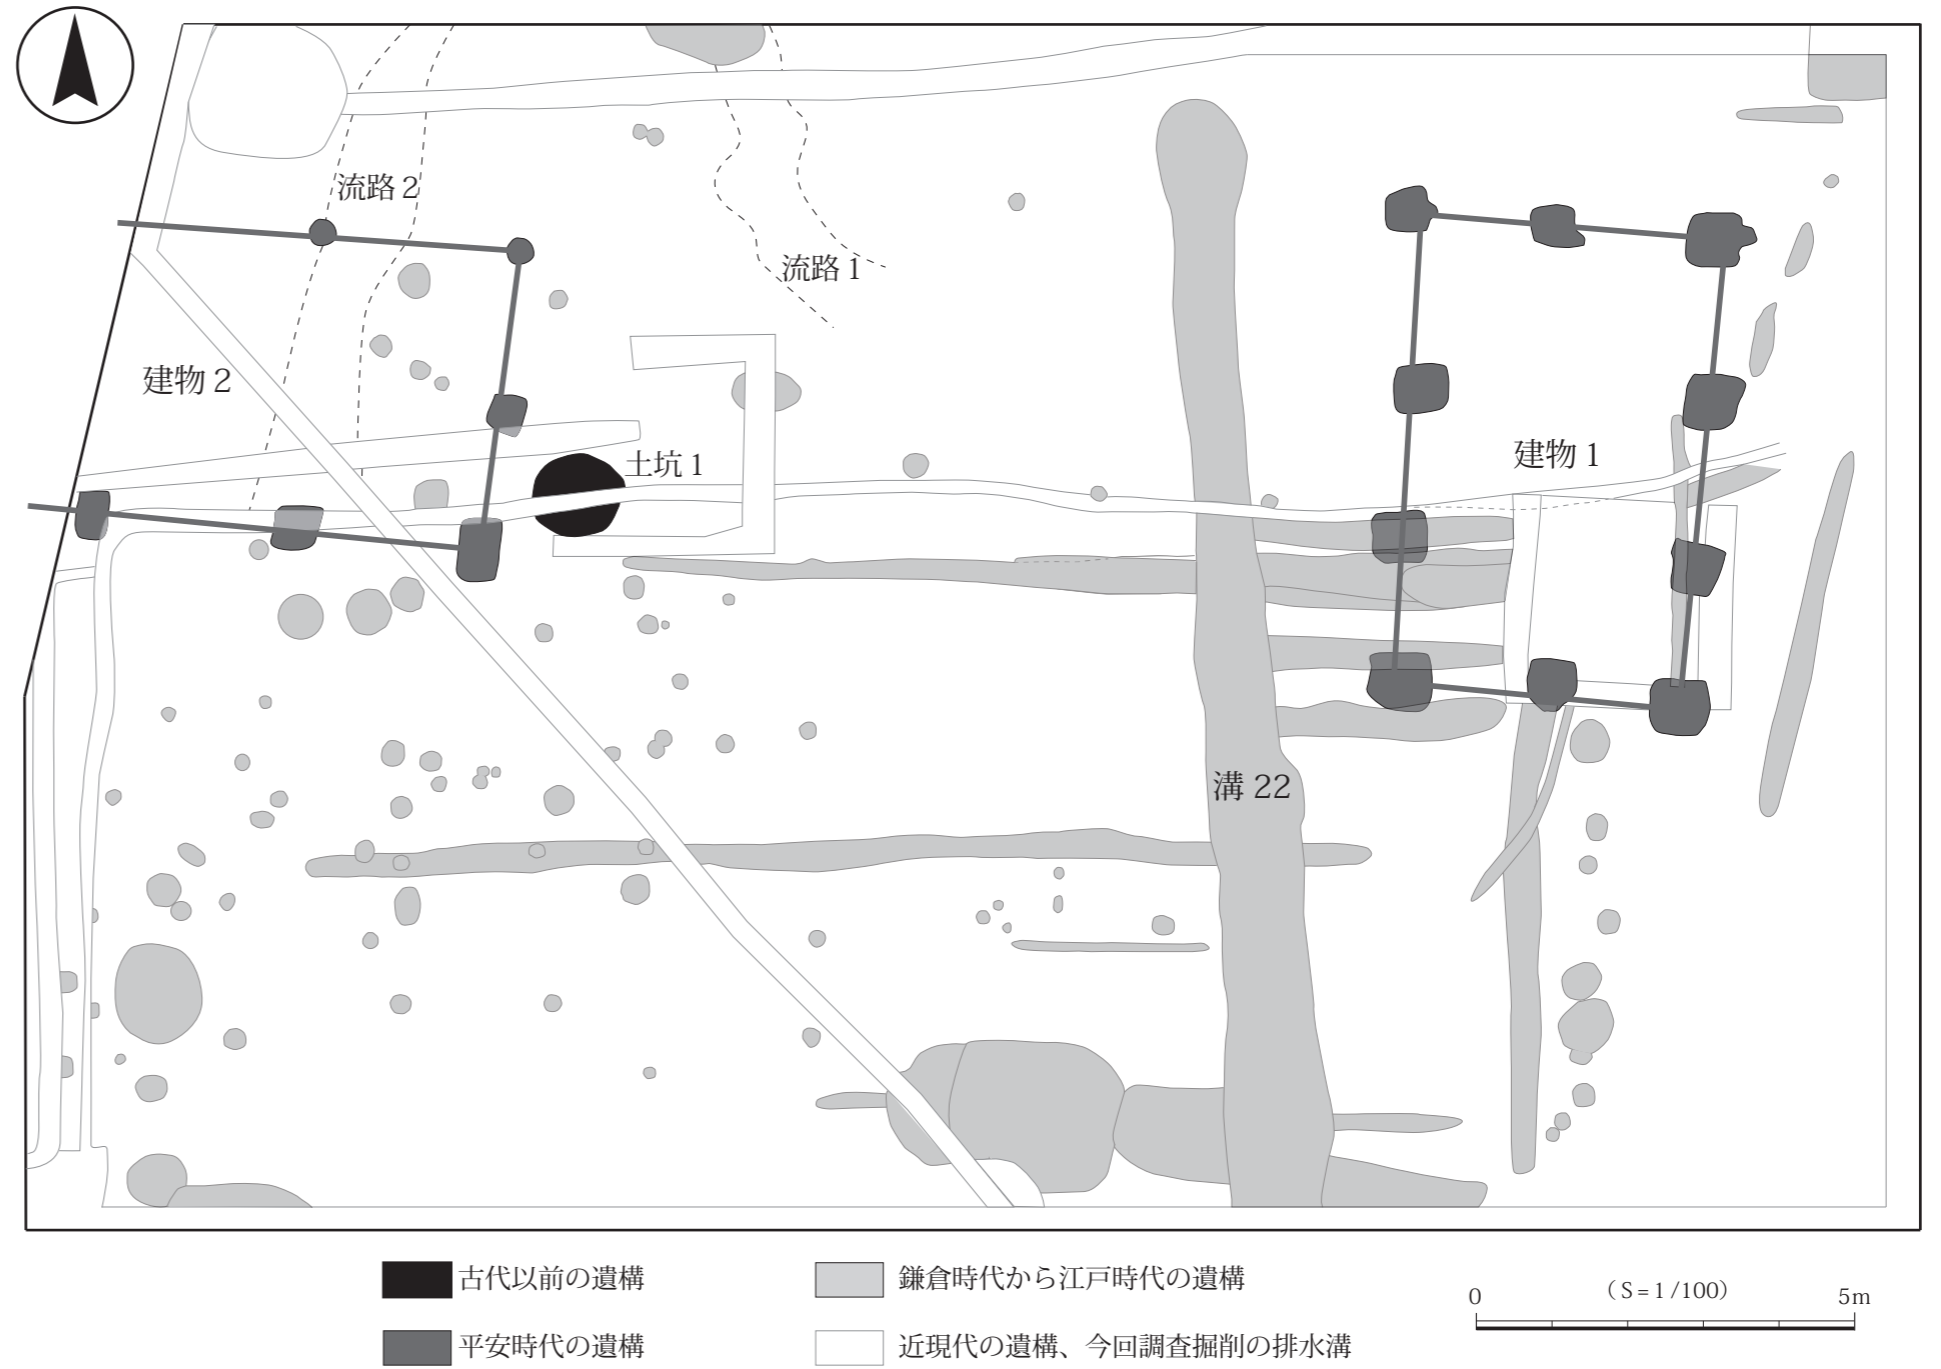 流路 2
流路 1
建物 2
土坑 1
建物 1
溝 22
古代以前の遺構
鎌倉時代から江戸時代の遺構
平安時代の遺構
近現代の遺構、今回調査掘削の排水溝
（S = 1 /100）
0
5m